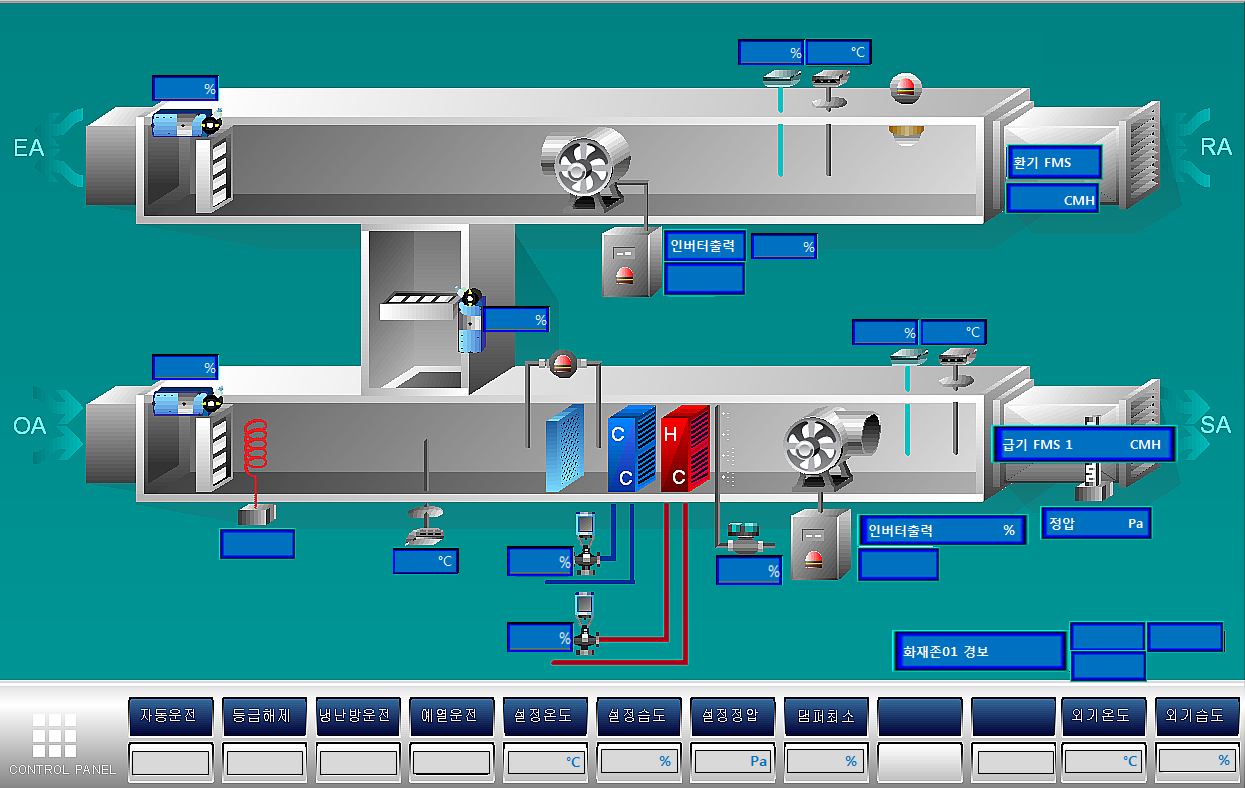 % °C
%
EA
RA
환기 FMS
CMH
인버터출력 %
%
% °C
%
OA
SA
C
C
H
C
급기 FMS 1 CMH
정압 Pa
인버터출력 %
°C
%
%
%
화재존01 경보
자동운전 등급해제 냉난방운전 예열운전 설정온도 설정습도 설정정압 댐퍼최소 외기온도 외기습도
°C % Pa % °C %
CONTROL PANEL